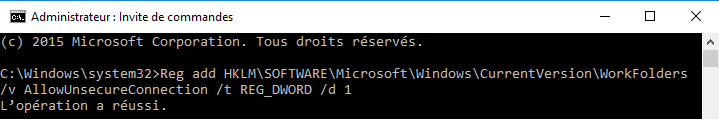 Administrateur : Invite de commandes
(c) 2015 Microsoft Corporation. Tous droits réservés.
C:\Windows\system32>Reg add HKLM\SOFTWARE\Microsoft\Windows\CurrentVersion\WorkFolders
/v AllowUnsecureConnection /t REG_DWORD /d 1
L’opération a réussi.